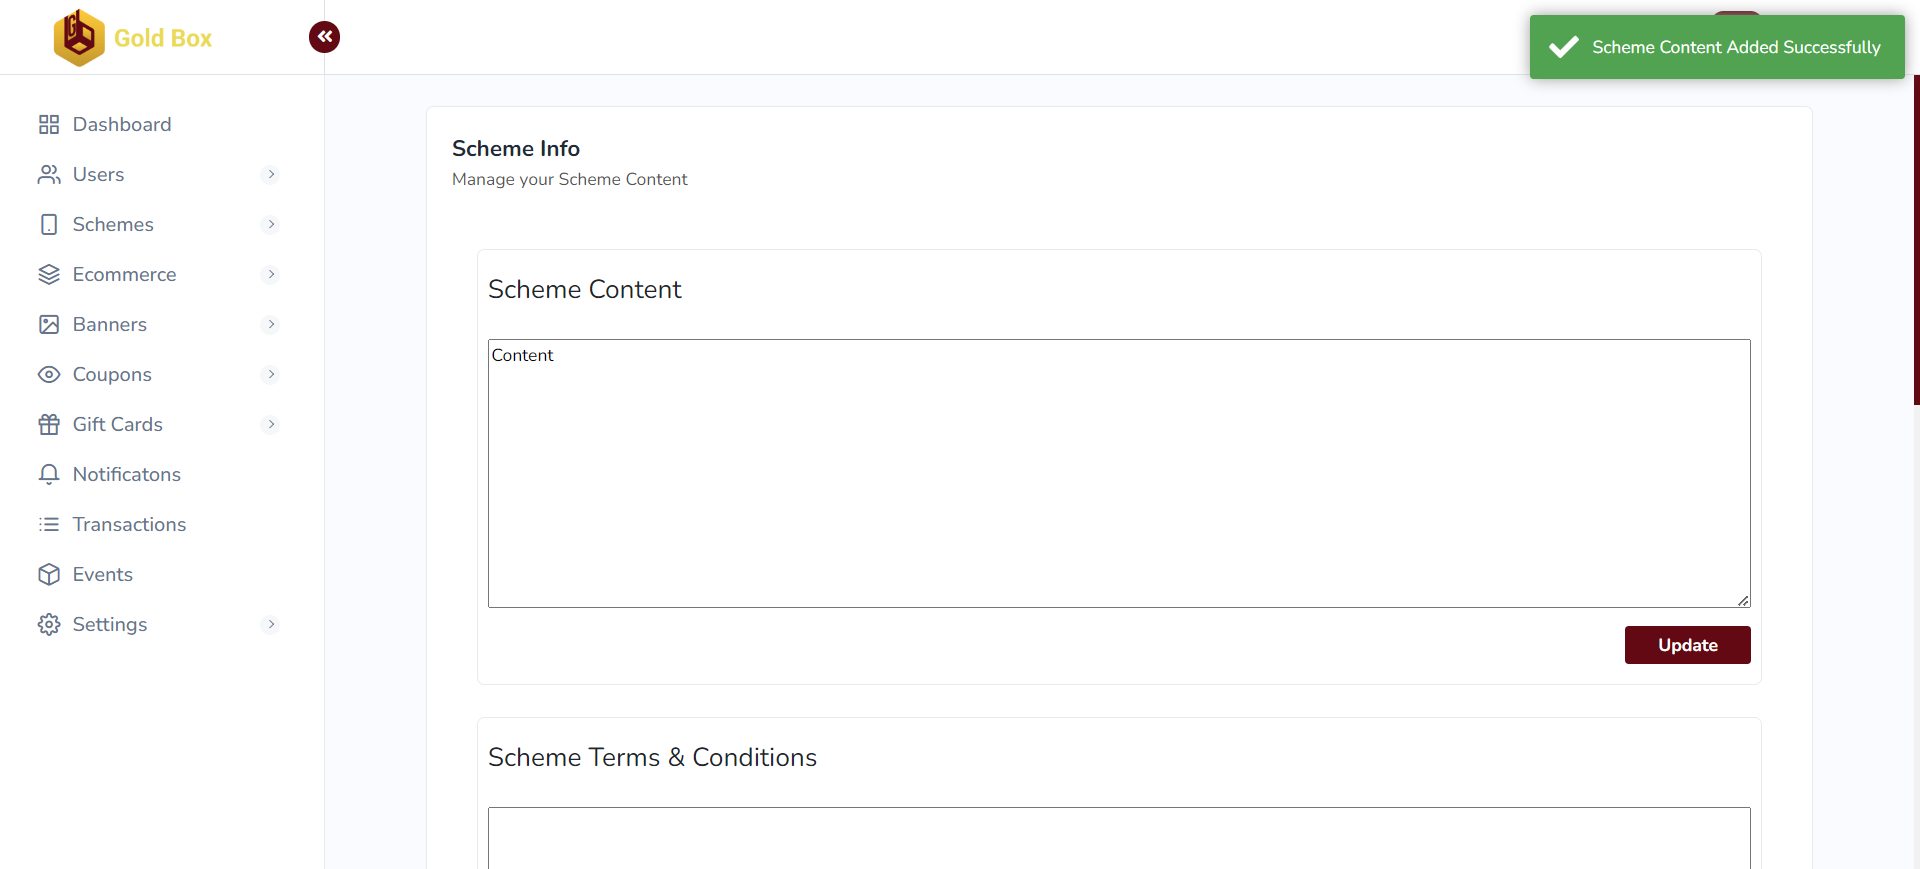 Gold Box
Scheme Content Added Successfully
Dashboard
Users
Schemes
Ecommerce
Banners
Coupons
Gift Cards
Notificatons
Transactions
Events
Settings
Scheme Info
Manage your Scheme Content
Scheme Content
Content
Update
Scheme Terms & Conditions